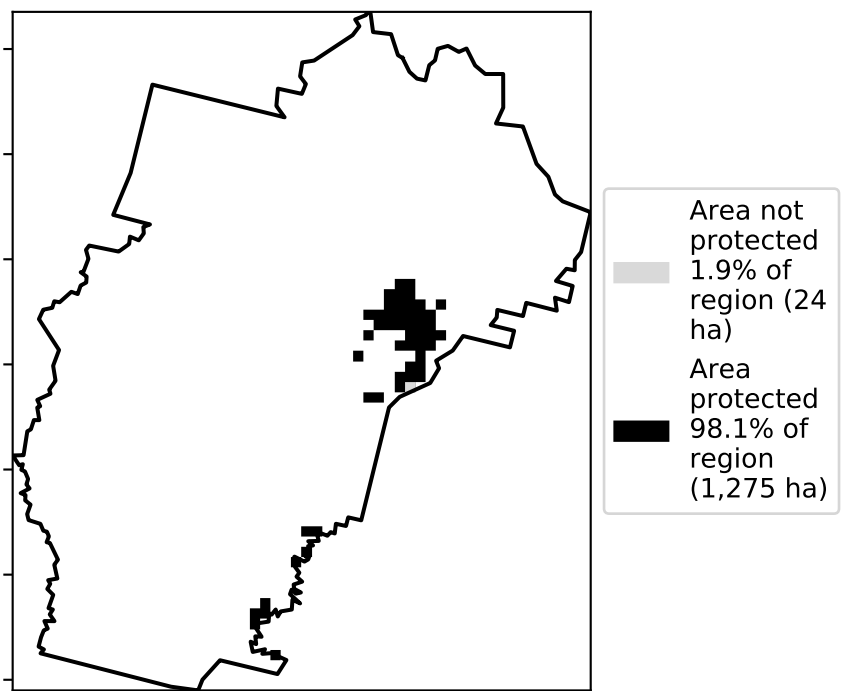 Area not
protected
1.9% of
region (24
ha)
Area
protected
98.1% of
region
(1,275 ha)